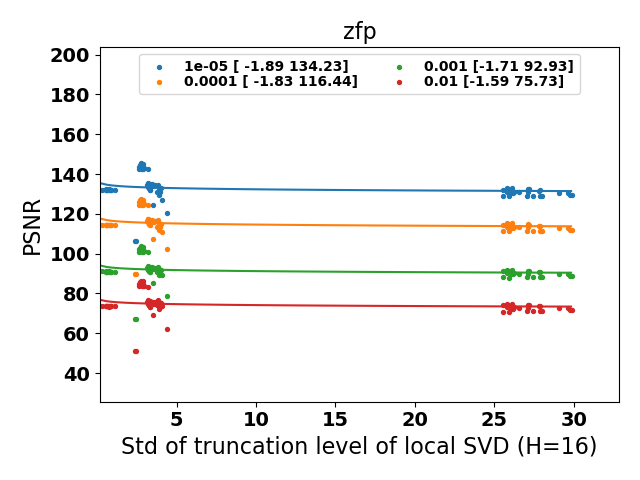 zfp
1e-05 [ -1.89 134.23]
0.0001 [ -1.83 116.44]
0.001 [-1.71 92.93]
0.01 [-1.59 75.73]
200
180
160
140
120
100
80
60
40
PSNR
5 10 15 20 25 30
Std of truncation level of local SVD (H=16)